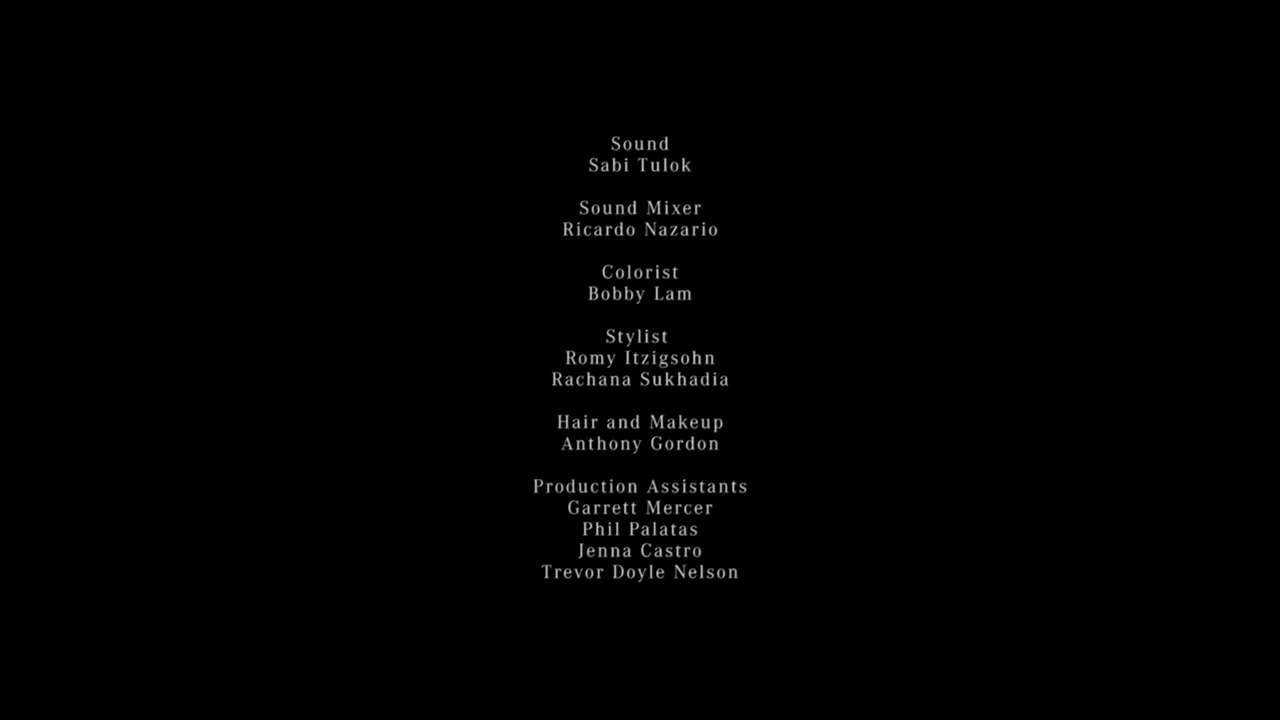 Sound
Sabi Tulok
Sound Mixer
Ricardo Nazario
Colorist
Bobby Lam
Stylist
Romy Itzigsohn
Rachana Sukhadia
Hair and Makeup
Anthony Gordon
Production Assistants
Garrett Mercer
Phil Palatas
Jenna Castro
Trevor Doyle Nelson